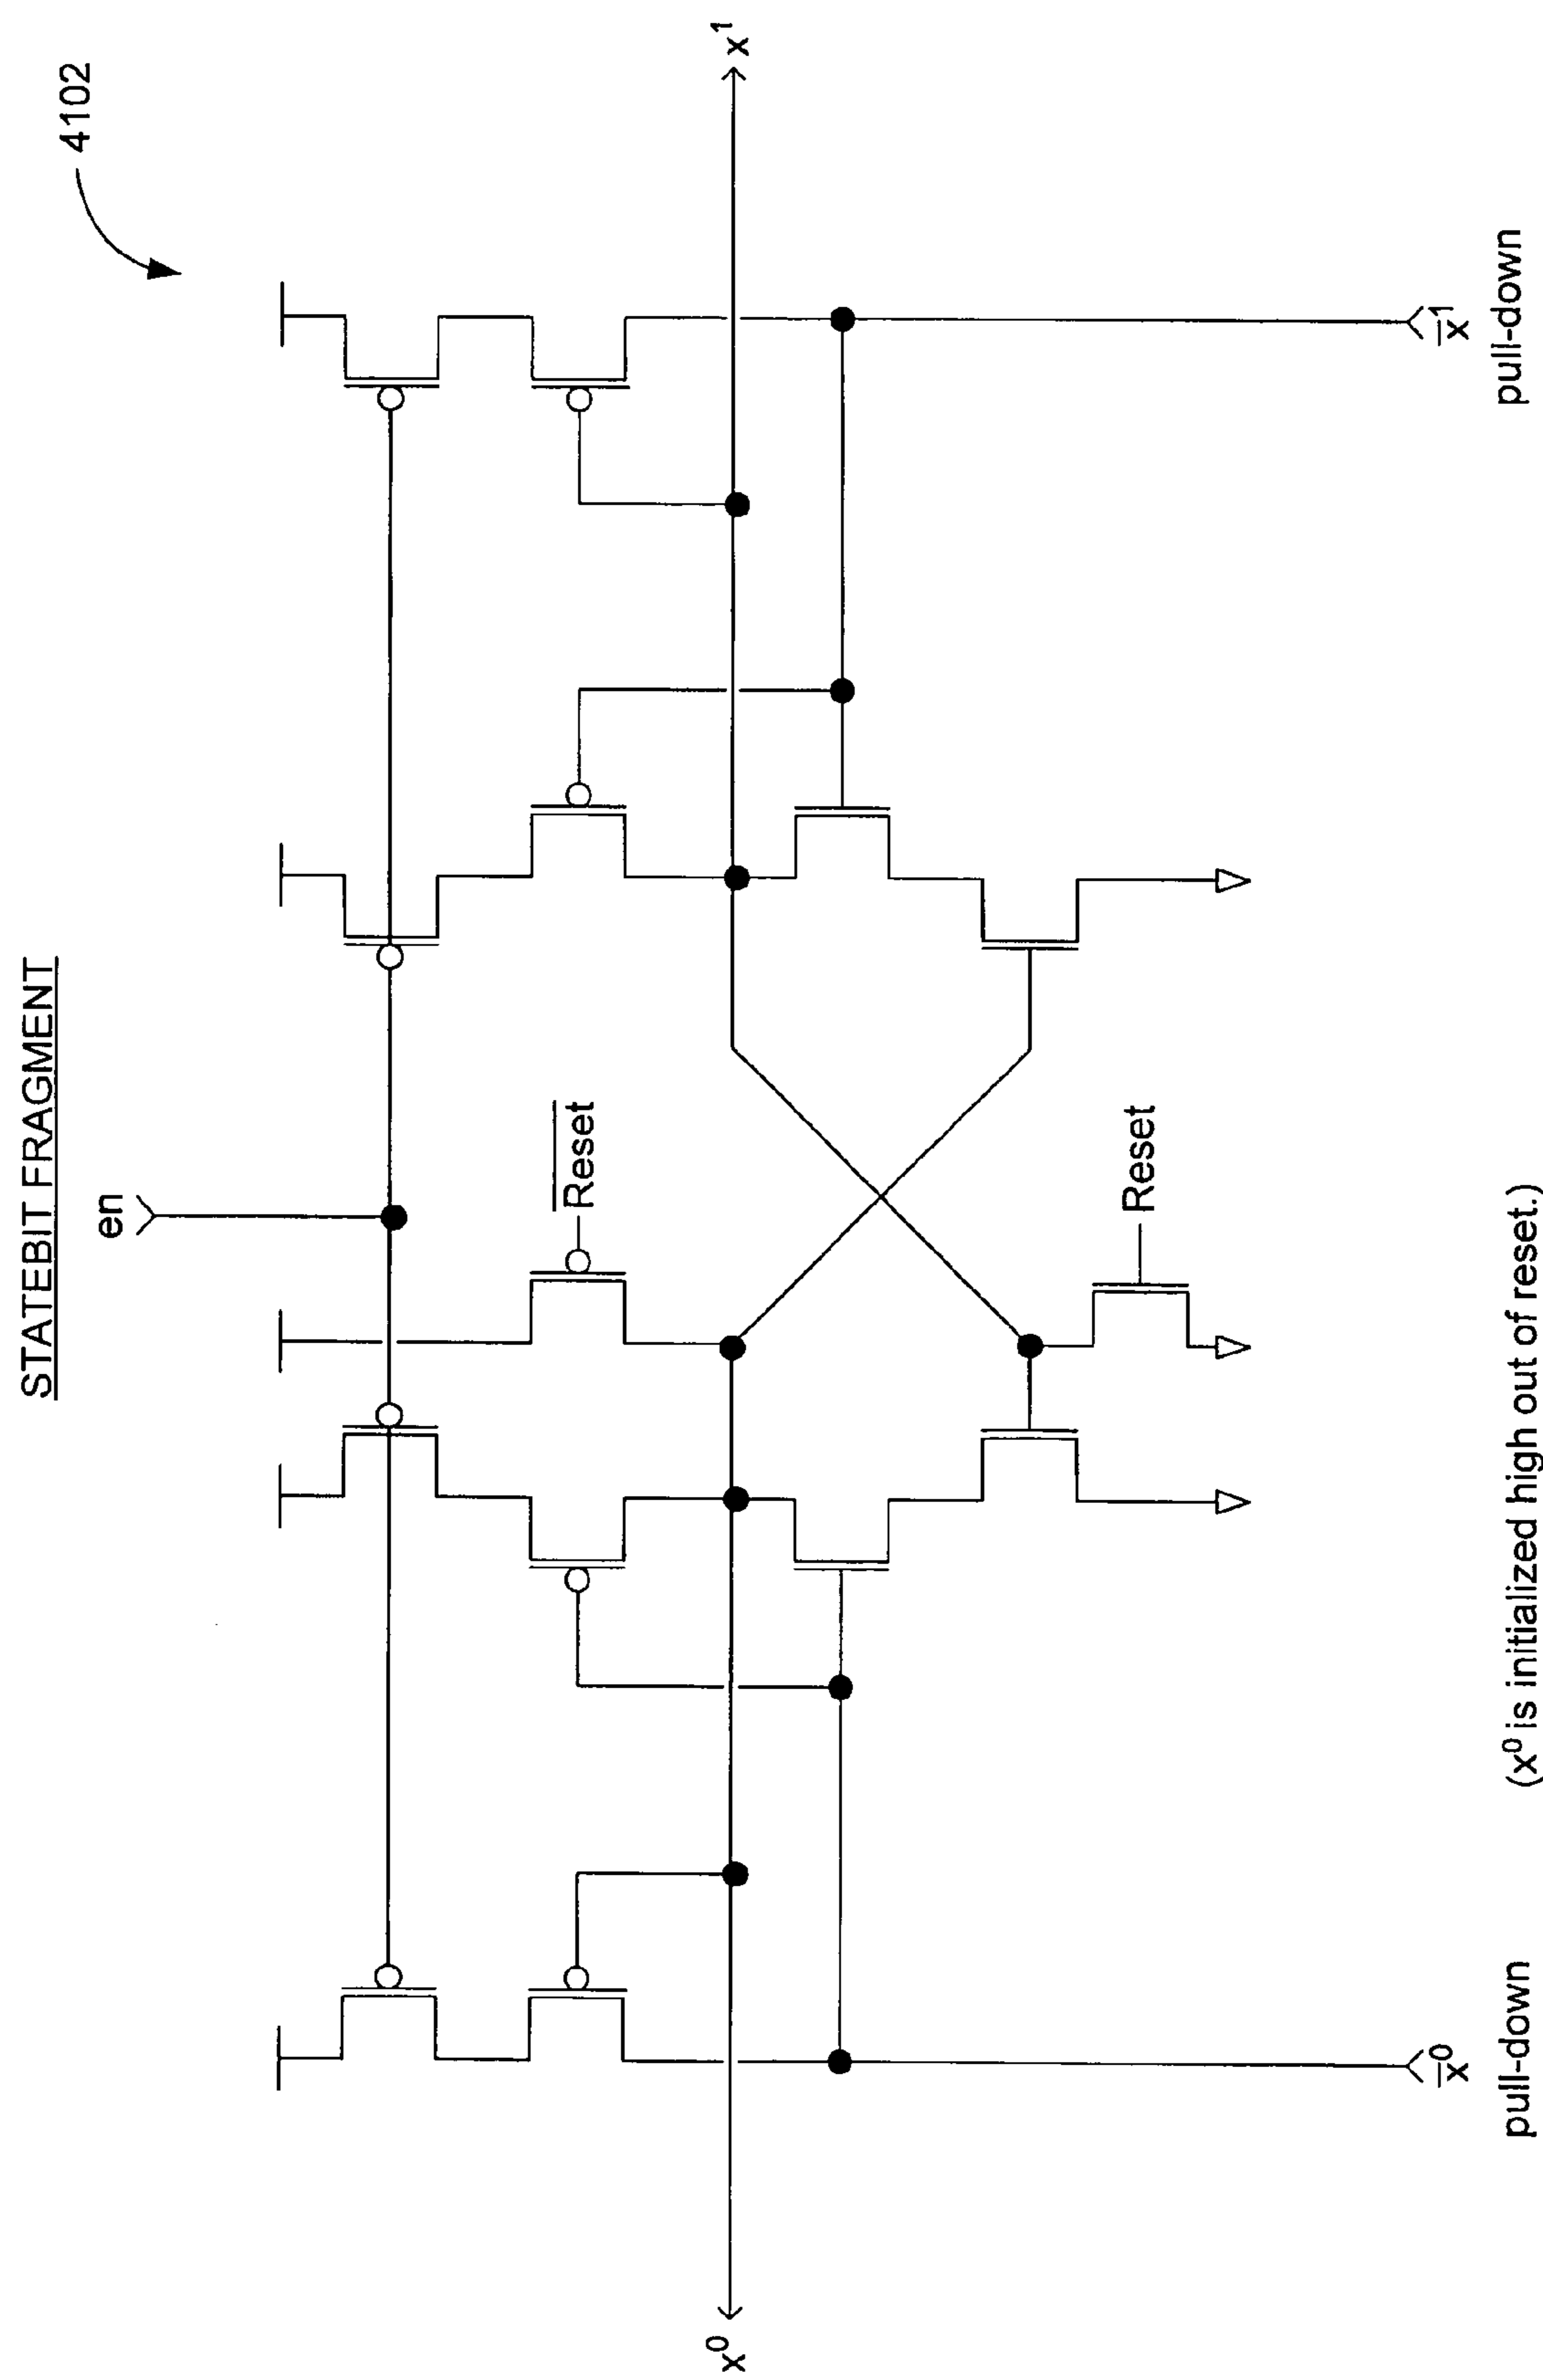 STATEBIT FRAGMENT
4102
en
Reset
x⁰
x¹
Reset
x̅⁰
x̅¹
pull-down
pull-down
(x⁰ is initialized high out of reset.)